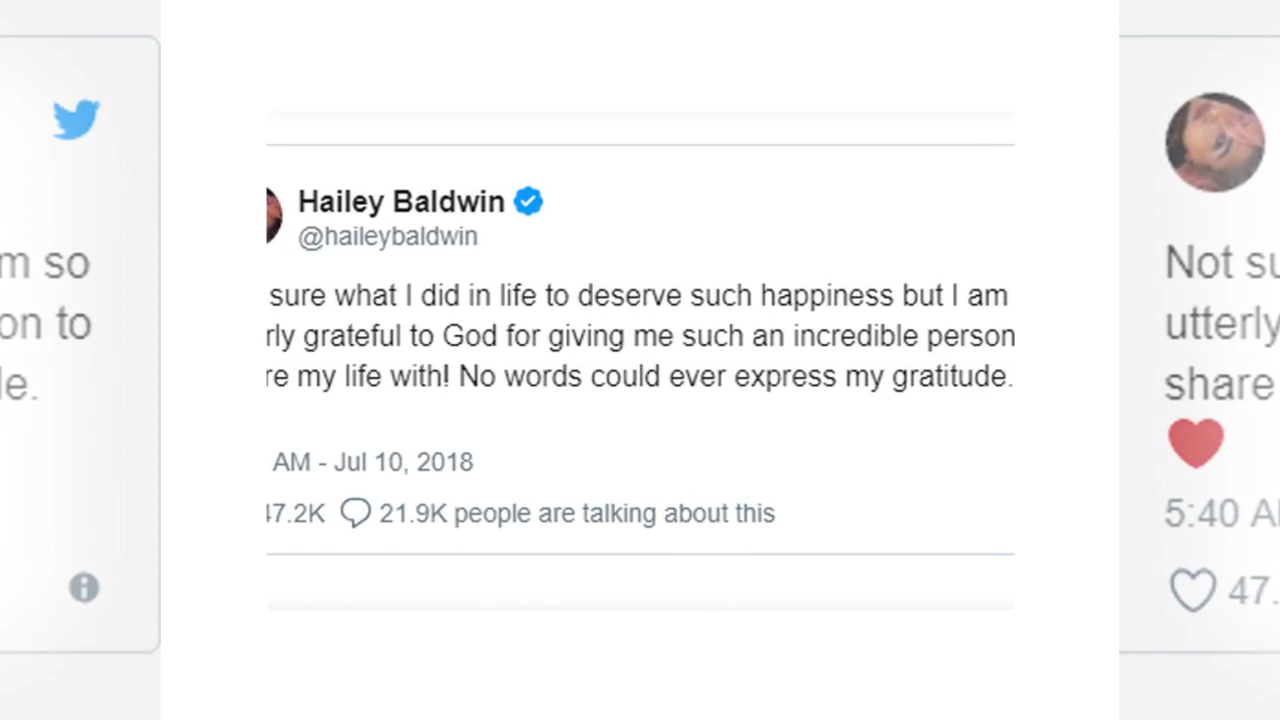 m so
on to
le.
Hailey Baldwin
@haileybaldwin
sure what I did in life to deserve such happiness but I am
rly grateful to God for giving me such an incredible person
re my life with! No words could ever express my gratitude.
AM - Jul 10, 2018
47.2K 21.9K people are talking about this
Not su
utterly
share
5:40 A
47.